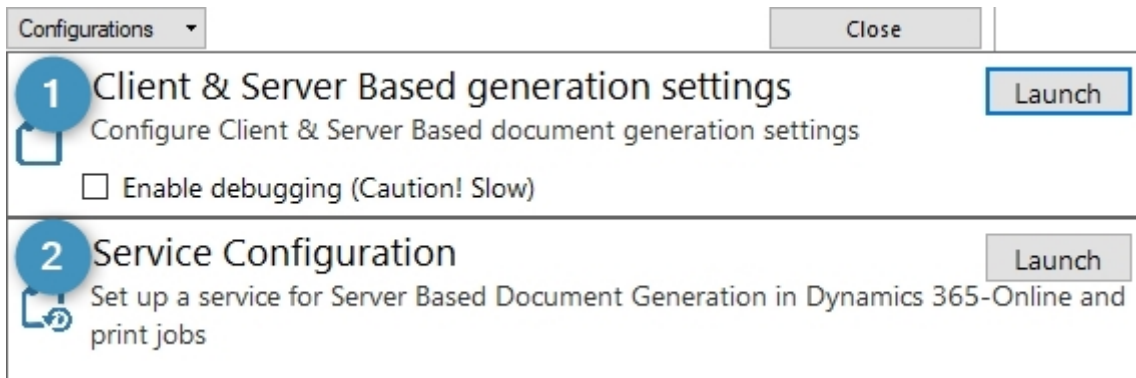 Configurations
Close
1
Client & Server Based generation settings
Launch
Configure Client & Server Based document generation settings
Enable debugging (Caution! Slow)
2
Service Configuration
Launch
Set up a service for Server Based Document Generation in Dynamics 365-Online and
print jobs